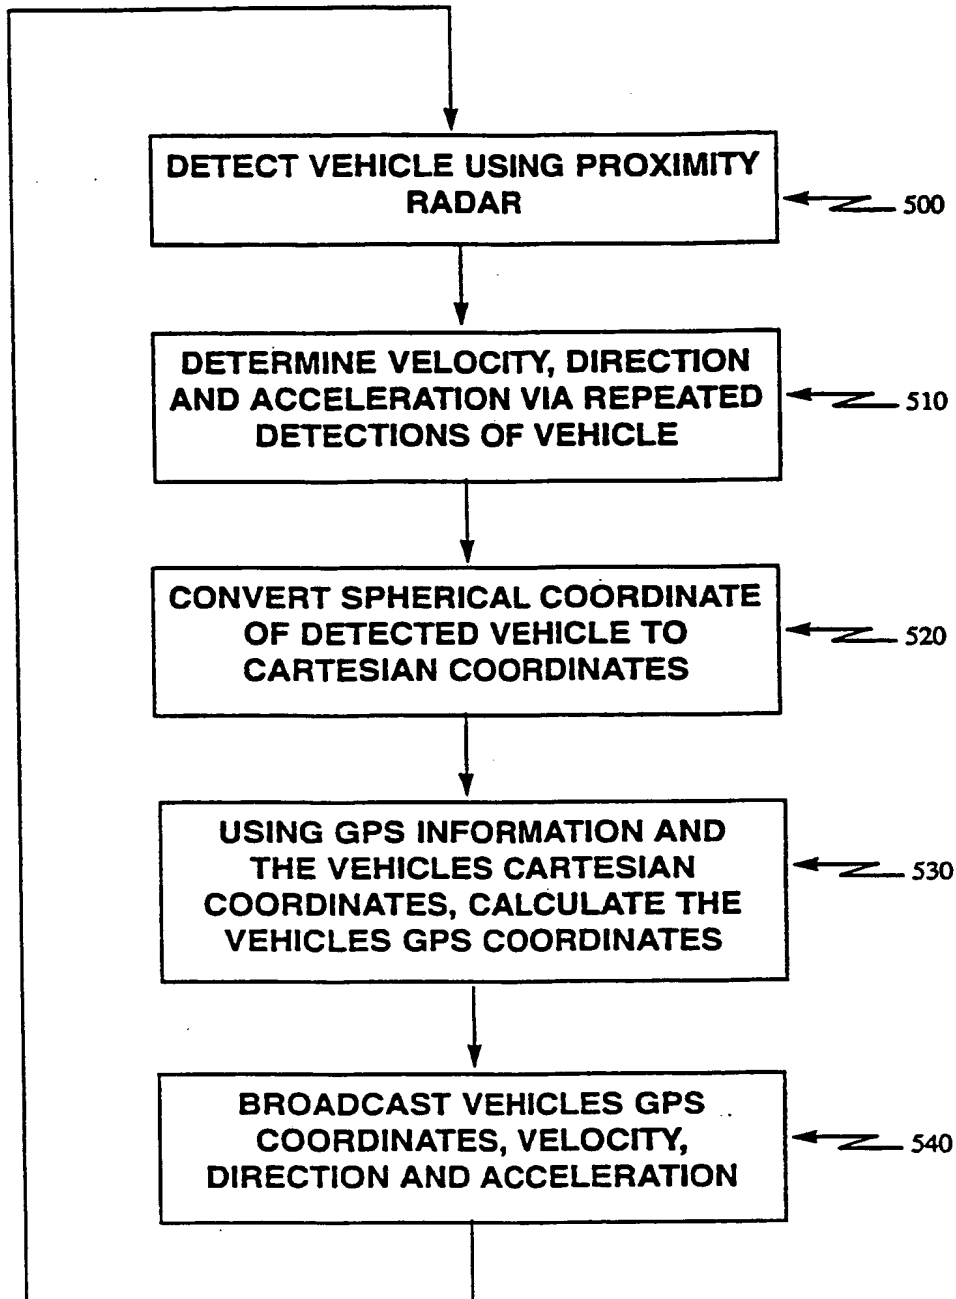 DETECT VEHICLE USING PROXIMITY
RADAR
500
DETERMINE VELOCITY, DIRECTION
AND ACCELERATION VIA REPEATED
DETECTIONS OF VEHICLE
510
CONVERT SPHERICAL COORDINATE
OF DETECTED VEHICLE TO
CARTESIAN COORDINATES
520
USING GPS INFORMATION AND
THE VEHICLES CARTESIAN
COORDINATES, CALCULATE THE
VEHICLES GPS COORDINATES
530
BROADCAST VEHICLES GPS
COORDINATES, VELOCITY,
DIRECTION AND ACCELERATION
540